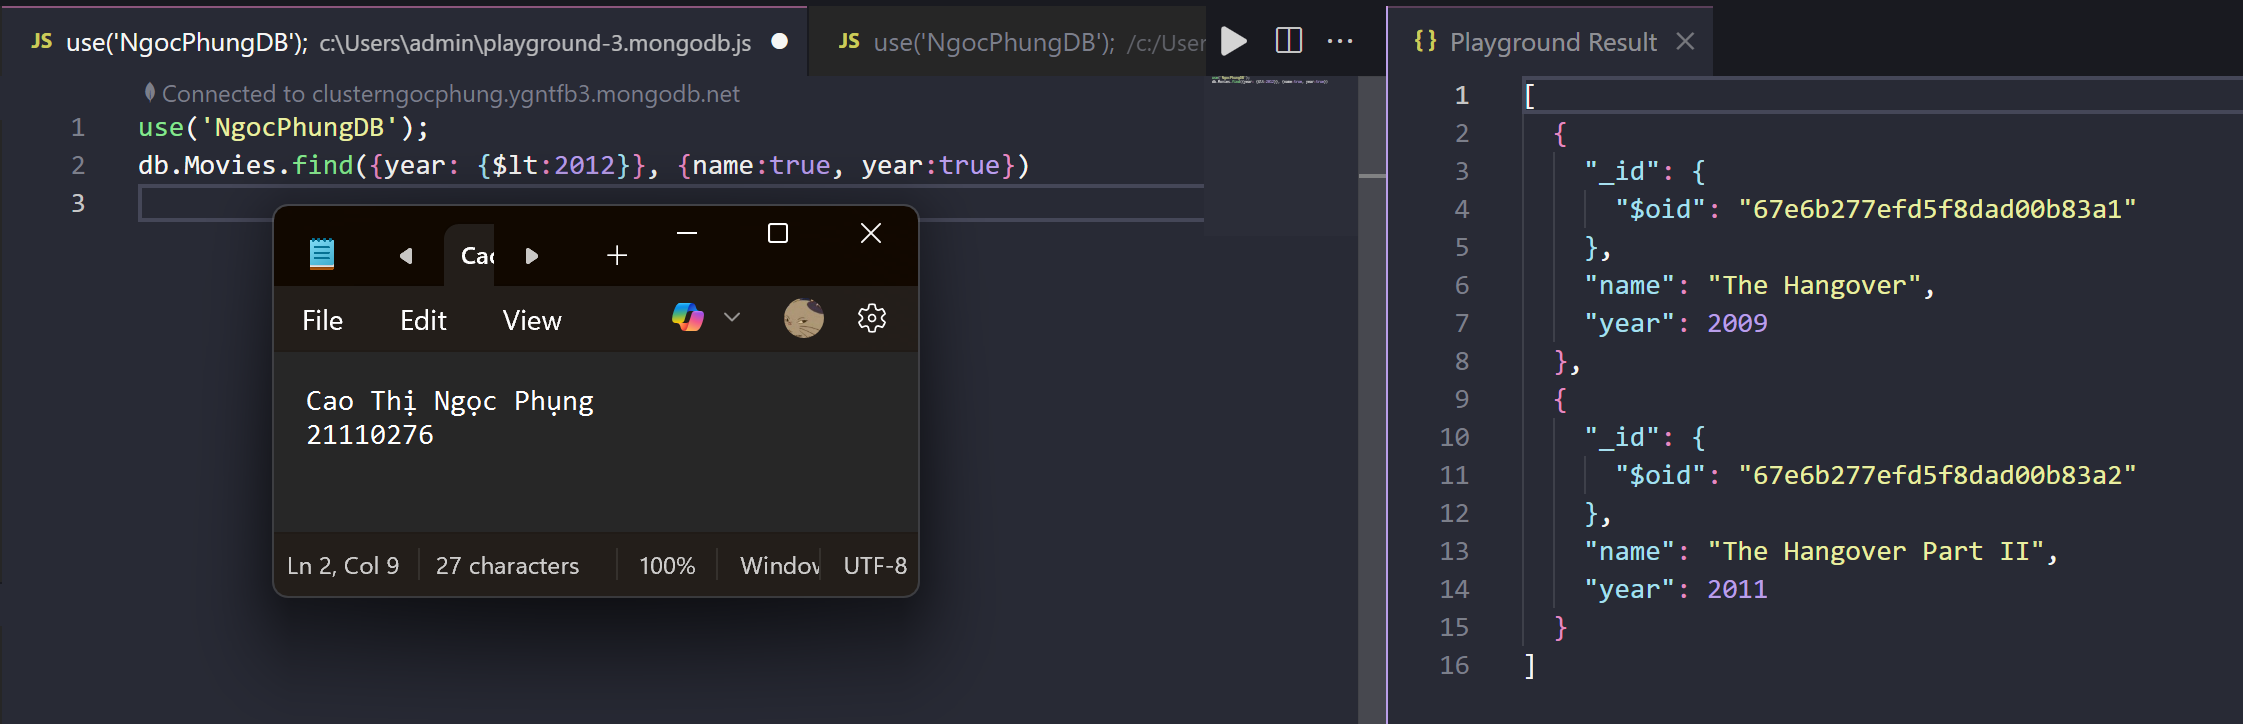 JS use('NgocPhungDB'); c:\Users\admin\playground-3.mongodb.js
JS use('NgocPhungDB'); /c:/User
Connected to clusterngocphung.ygntfb3.mongodb.net
1 use('NgocPhungDB');
2 db.Movies.find({year: {$lt:2012}}, {name:true, year:true})
3
Cao
File Edit View
Cao Thị Ngọc Phụng
21110276
Ln 2, Col 9 27 characters 100% Window UTF-8
{} Playground Result
1 [
2 {
3 "_id": {
4 "$oid": "67e6b277efd5f8dad00b83a1"
5 },
6 "name": "The Hangover",
7 "year": 2009
8 },
9 {
10 "_id": {
11 "$oid": "67e6b277efd5f8dad00b83a2"
12 },
13 "name": "The Hangover Part II",
14 "year": 2011
15 }
16 ]